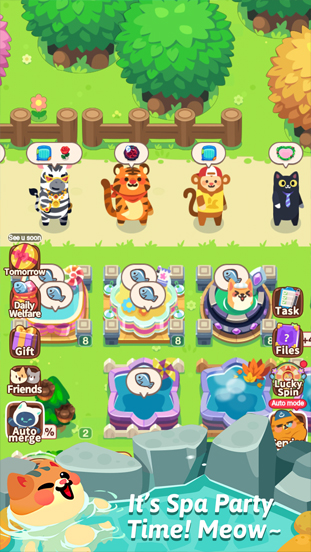 See u soon
Tomorrow
Daily
Welfare
8
8
8
Task
Gift
Files
Friends
Lucky
Spin
Auto mode
Auto
merge
%
2
It's Spa Party
Time! Meow~